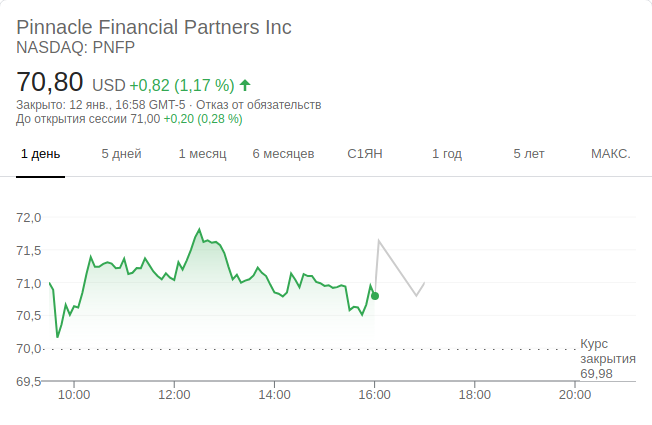 Pinnacle Financial Partners Inc
NASDAQ: PNFP
70,80 USD +0,82 (1,17 %)
Закрыто: 12 янв., 16:58 GMT-5 · Отказ от обязательств
До открытия сессии 71,00 +0,20 (0,28 %)
1 день 5 дней 1 месяц 6 месяцев С1ЯН 1 год 5 лет МАКС.
72,0
71,5
71,0
70,5
70,0
69,5
Курс
закрытия
69,98
10:00 12:00 14:00 16:00 18:00 20:00